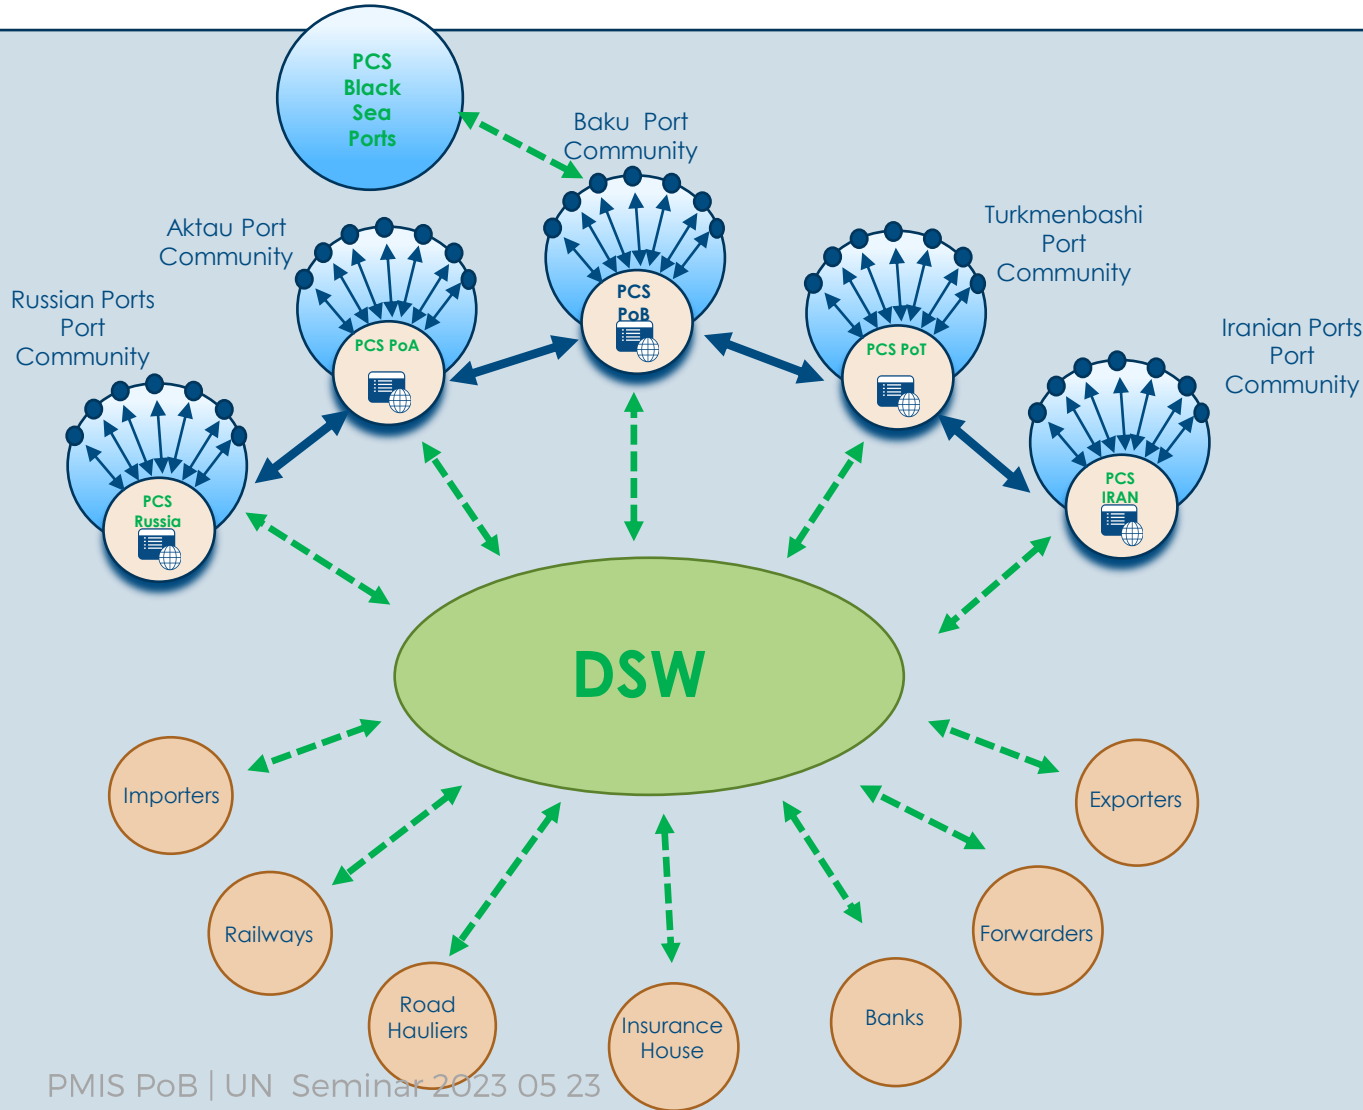 PCS
Black
Sea
Ports
Baku Port
Community
Aktau Port
Community
Turkmenbashi
Port
Community
Russian Ports
Port
Community
Iranian Ports
Port
Community
PCS
PoB
PCS PoA
PCS PoT
PCS
Russia
PCS
IRAN
DSW
Importers
Exporters
Railways
Forwarders
Road
Hauliers
Insurance
House
Banks
PMIS PoB | UN Seminar 2023 05 23